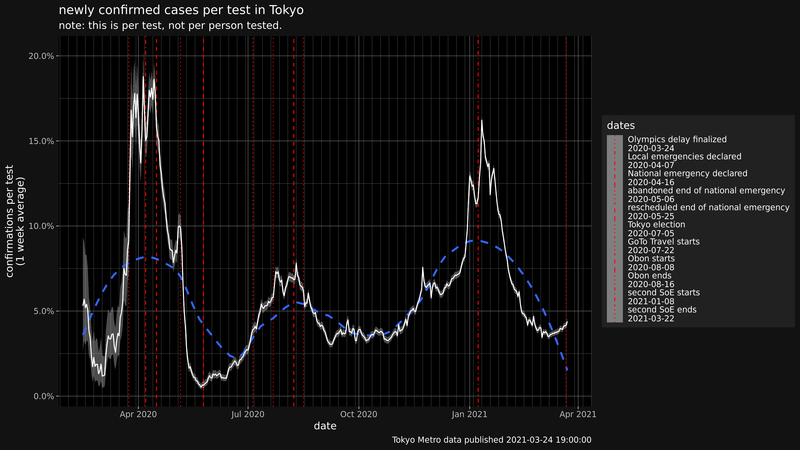 newly confirmed cases per test in Tokyo
note: this is per test, not per person tested.
20.0%
15.0%
10.0%
5.0%
0.0%
confirmations per test
(1 week average)
Apr 2020
Jul 2020
Oct 2020
Jan 2021
Apr 2021
date
dates
Olympics delay finalized
2020-03-24
Local emergencies declared
2020-04-07
National emergency declared
2020-04-16
abandoned end of national emergency
2020-05-06
rescheduled end of national emergency
2020-05-25
Tokyo election
2020-07-05
GoTo Travel starts
2020-07-22
Obon starts
2020-08-08
Obon ends
2020-08-16
second SoE starts
2021-01-08
second SoE ends
2021-03-22
Tokyo Metro data published 2021-03-24 19:00:00